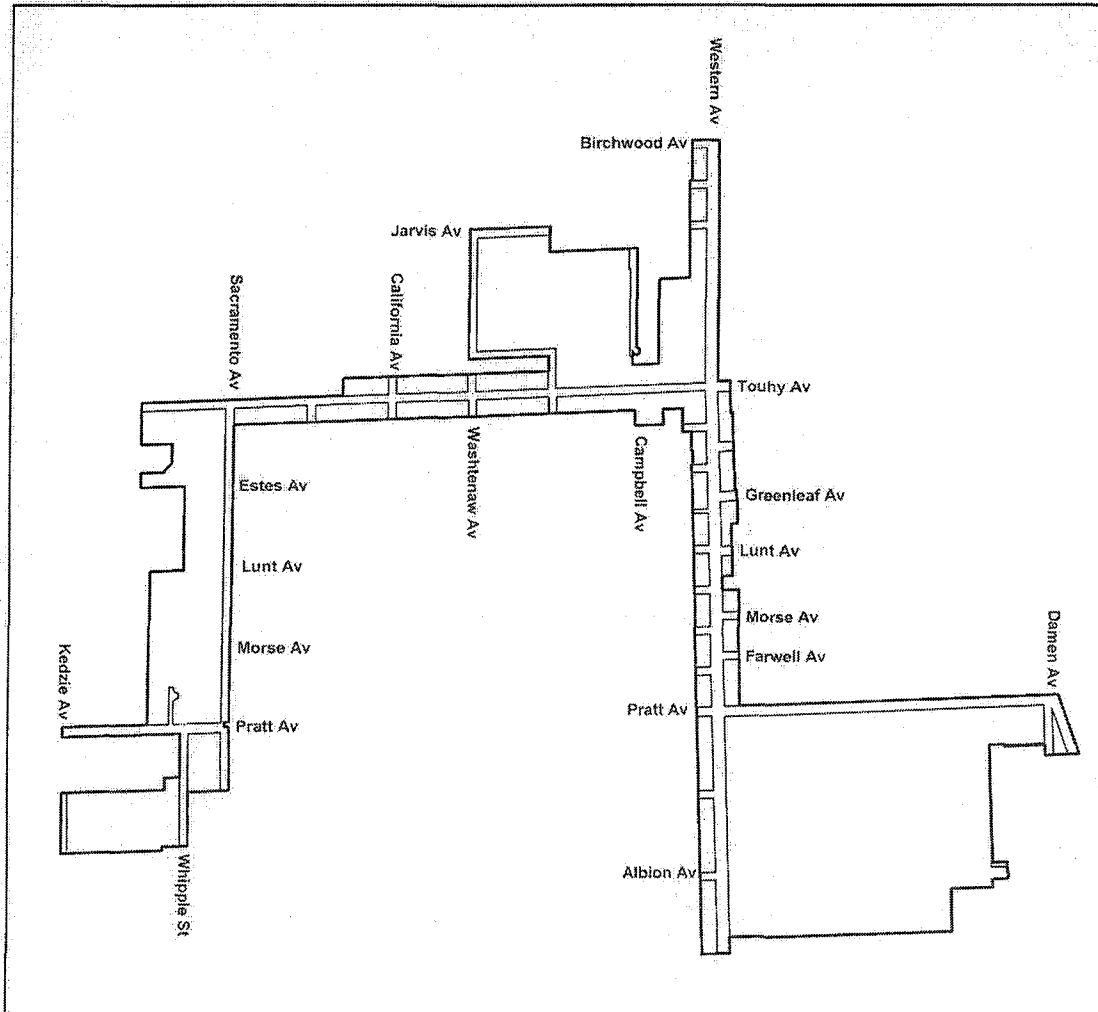 Western Av
Birchwood Av
Jarvis Av
Sacramento Av
California Av
Touhy Av
Washtenaw Av
Campbell Av
Estes Av
Greenleaf Av
Lunt Av
Lunt Av
Morse Av
Damen Av
Kedzie Av
Morse Av
Farwell Av
Pratt Av
Pratt Av
Whipple St
Albion Av